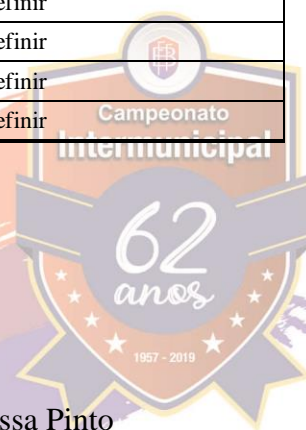 efinir
efinir
efinir
efinir
Campeonato
Intermunicipal
62
anos
1957 - 2019
ssa Pinto